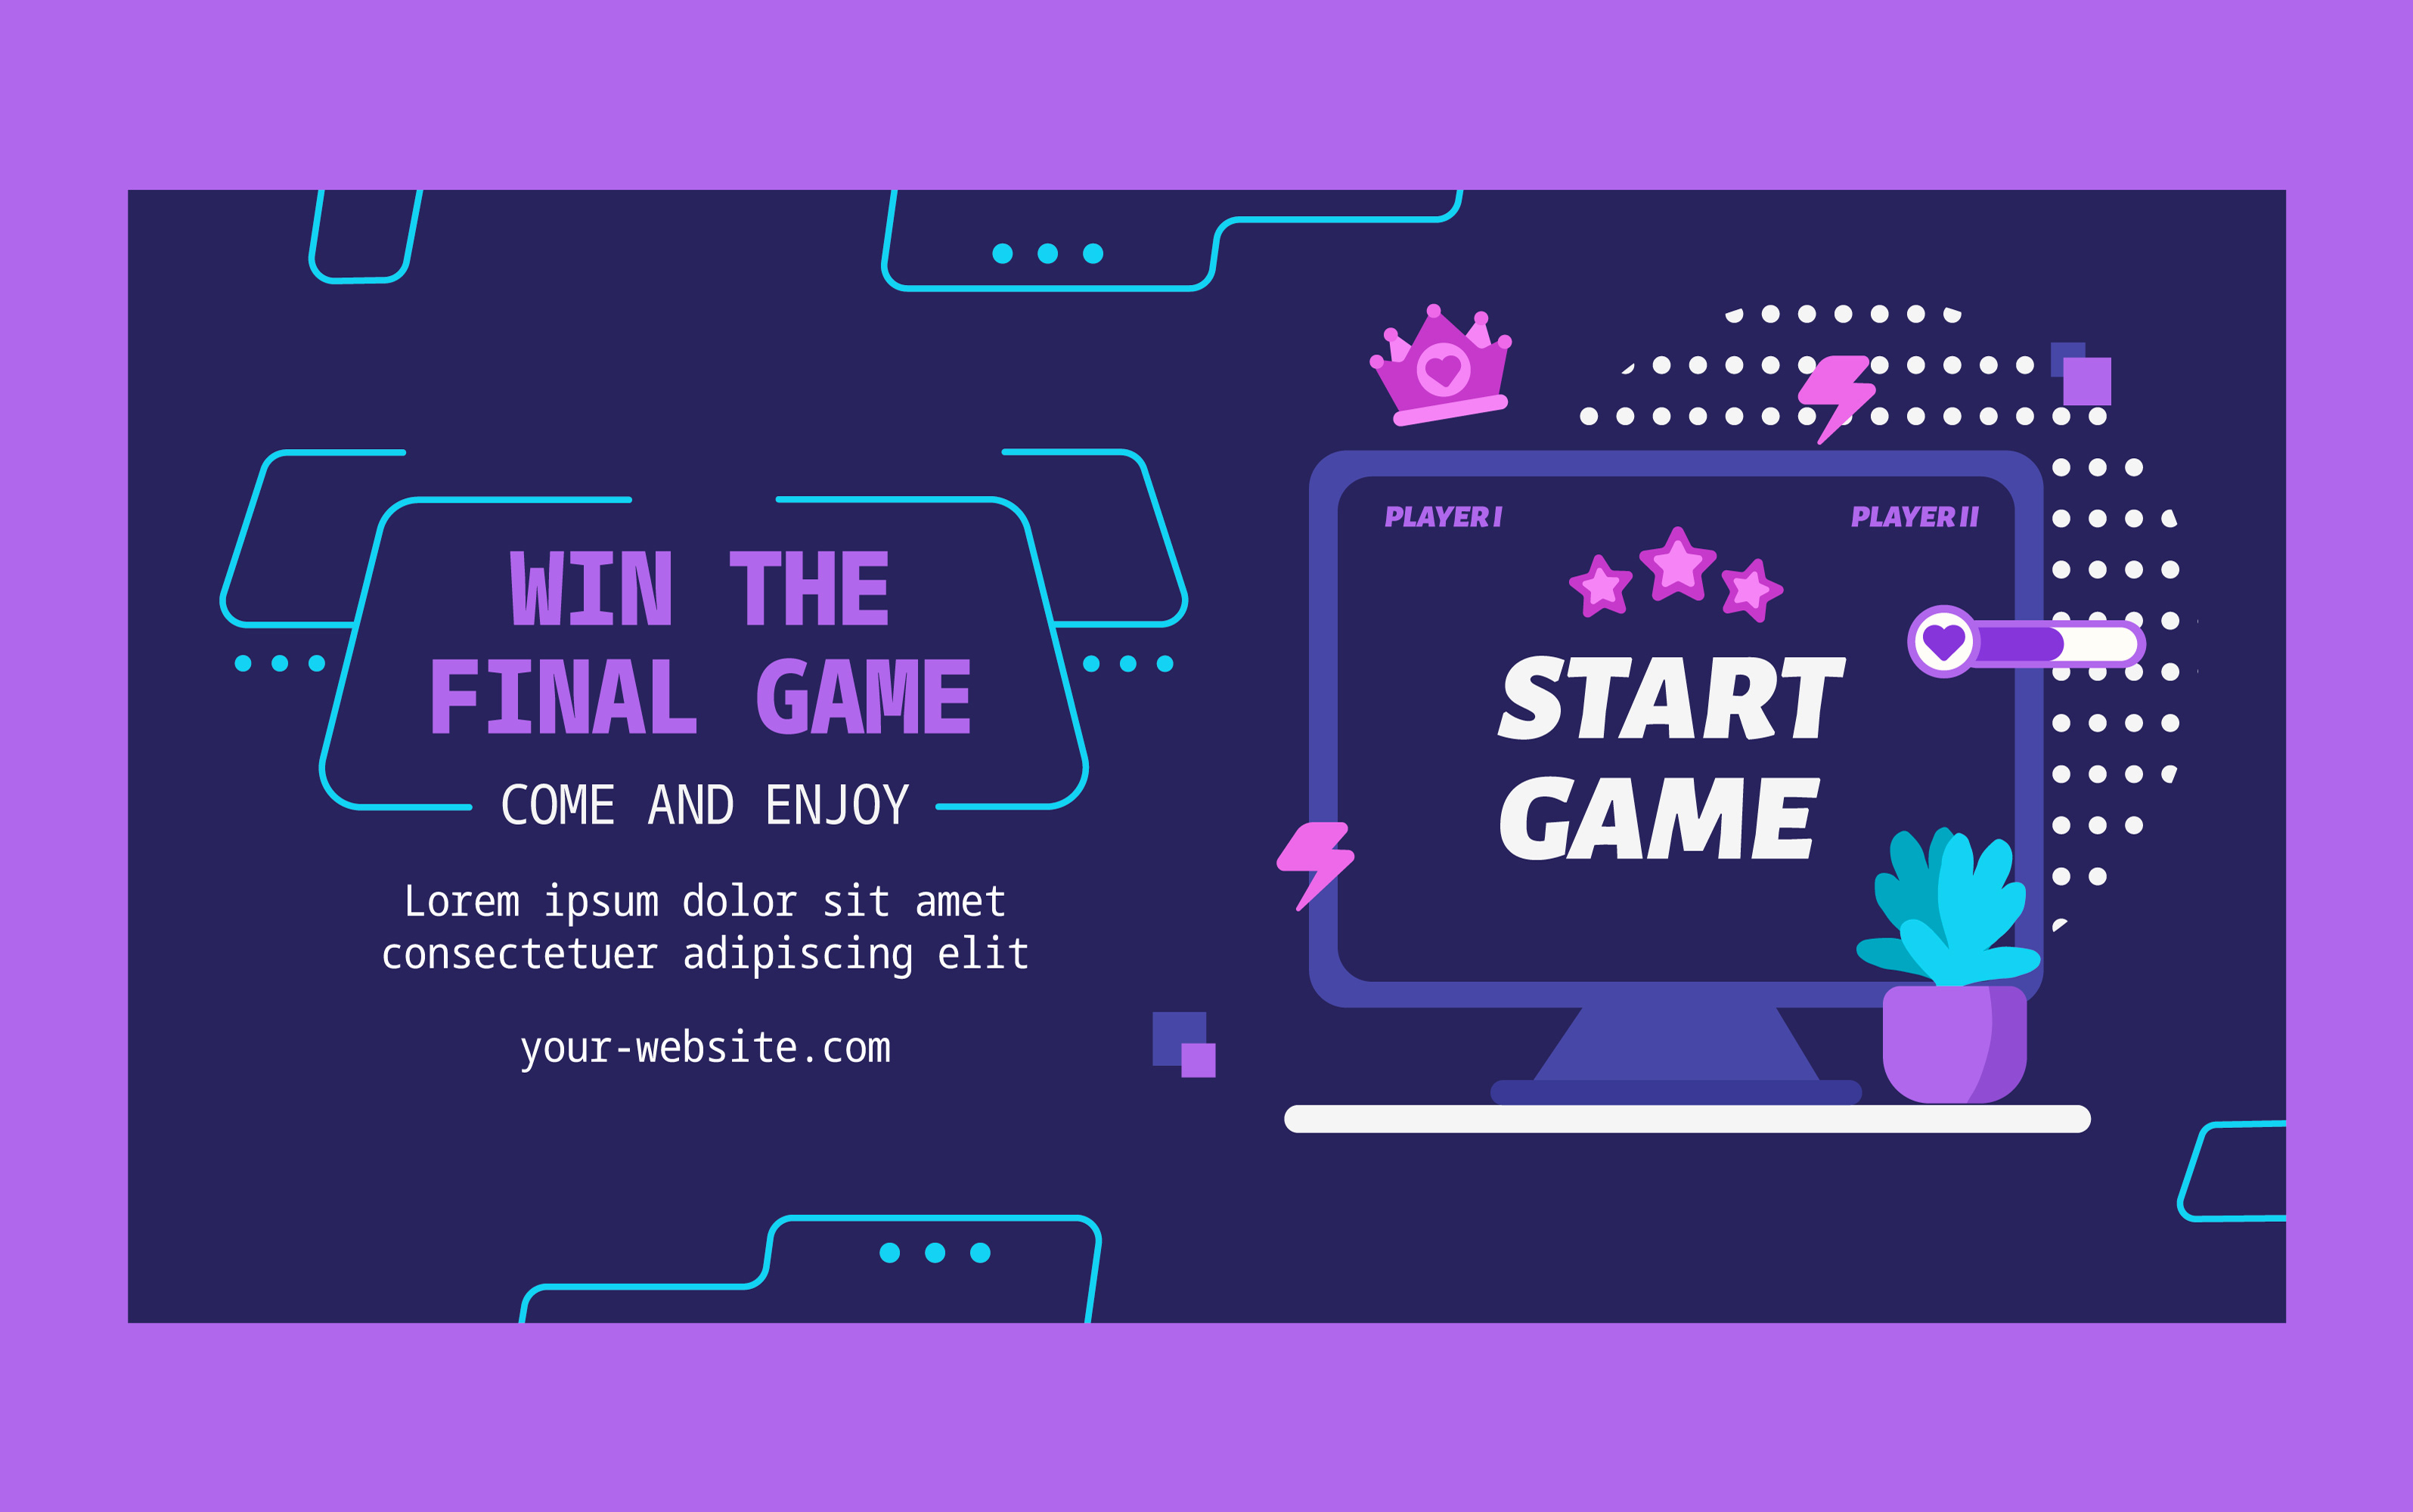 WIN THE
FINAL GAME
COME AND ENJOY
Lorem ipsum dolor sit amet
consectetuer adipiscing elit
your-website.com
PLAYER I
PLAYER II
START
GAME